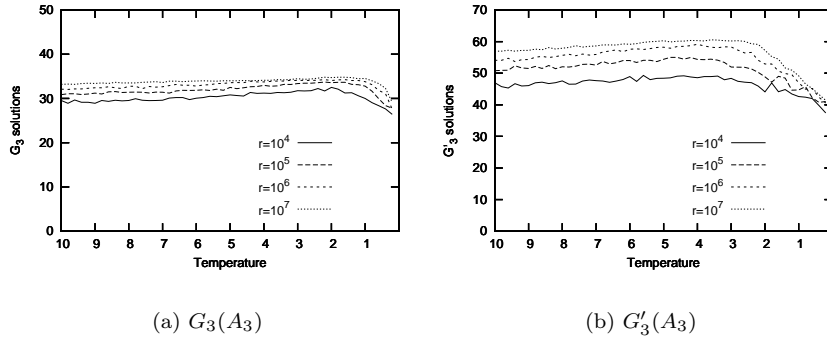 50
40
30
20
10
0
10 9 8 7 6 5 4 3 2 1
G3 solutions
Temperature
r=10^4
r=10^5
r=10^6
r=10^7
(a) G3(A3)
70
60
50
40
30
20
10
0
10 9 8 7 6 5 4 3 2 1
G'3 solutions
Temperature
r=10^4
r=10^5
r=10^6
r=10^7
(b) G'3(A3)